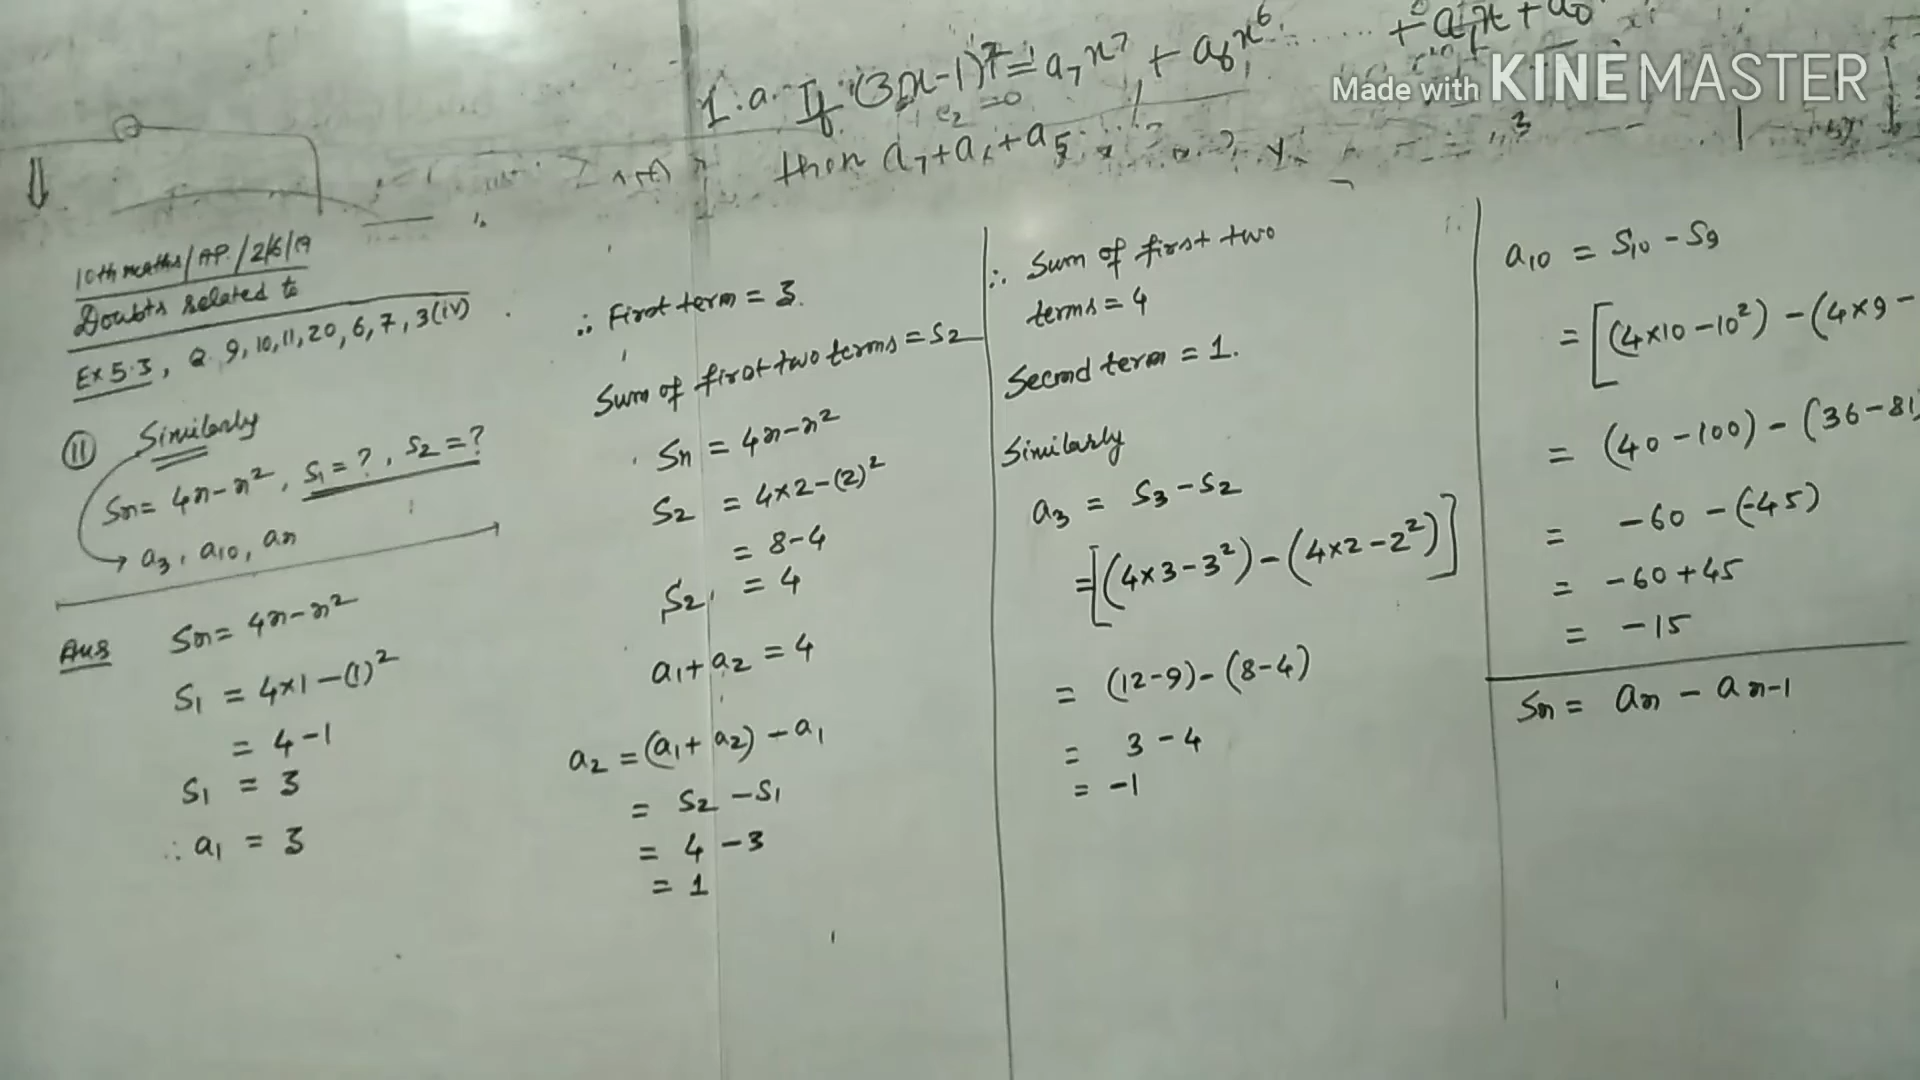 Made with KINEMASTER
1. a. If (3x-1)⁷ = a₇x⁷ + a₆x⁶ ........ + a₁x + a₀
then a₇+a₆+a₅
10th maths/AP/2/6/19
Doubts related to
Ex 5.3, Q. 9, 10, 11, 20, 6, 7, 3(iv)
⑪ Similarly
Sn = 4n-n², S₁ = ?, S₂ = ?
→ a₃, a₁₀, an
Ans Sn = 4n-n²
S₁ = 4×1-(1)²
= 4-1
S₁ = 3
∴ a₁ = 3
∴ First term = 3.
Sum of first two terms = S₂
Sn = 4n-n²
S₂ = 4×2-(2)²
= 8-4
S₂ = 4
a₁+a₂ = 4
a₂ = (a₁+a₂)-a₁
= S₂-S₁
= 4-3
= 1
∴ Sum of first two
terms = 4
Second term = 1.
Similarly
a₃ = S₃-S₂
= [(4×3-3²)-(4×2-2²)]
= (12-9)-(8-4)
= 3-4
= -1
a₁₀ = S₁₀-S₉
= [(4×10-10²)-(4×9-
= (40-100)-(36-81)
= -60-(-45)
= -60+45
= -15
Sn = an - an-1